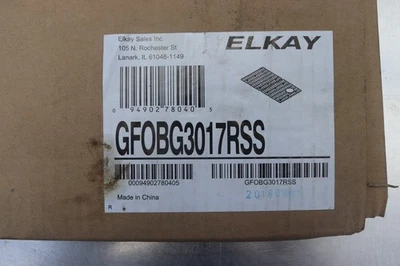 Elkay Sales Inc.
105 N. Rochester St
Lanark, IL 61046-1149
ELKAY
0 94902 78040 5
GFOBG3017RSS
00094902780405
GFOBG3017RSS
Made in China
R